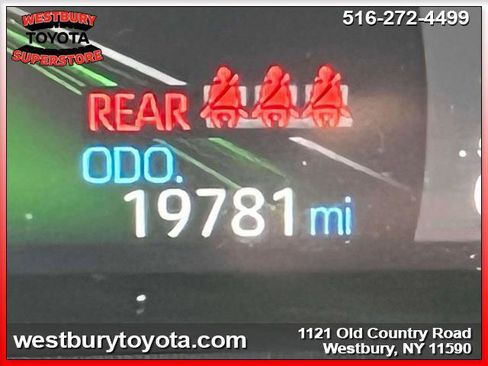 WESTBURY
TOYOTA
SUPERSTORE
516-272-4499
REAR
ODO.
19781 mi
westburytoyota.com
1121 Old Country Road
Westbury, NY 11590